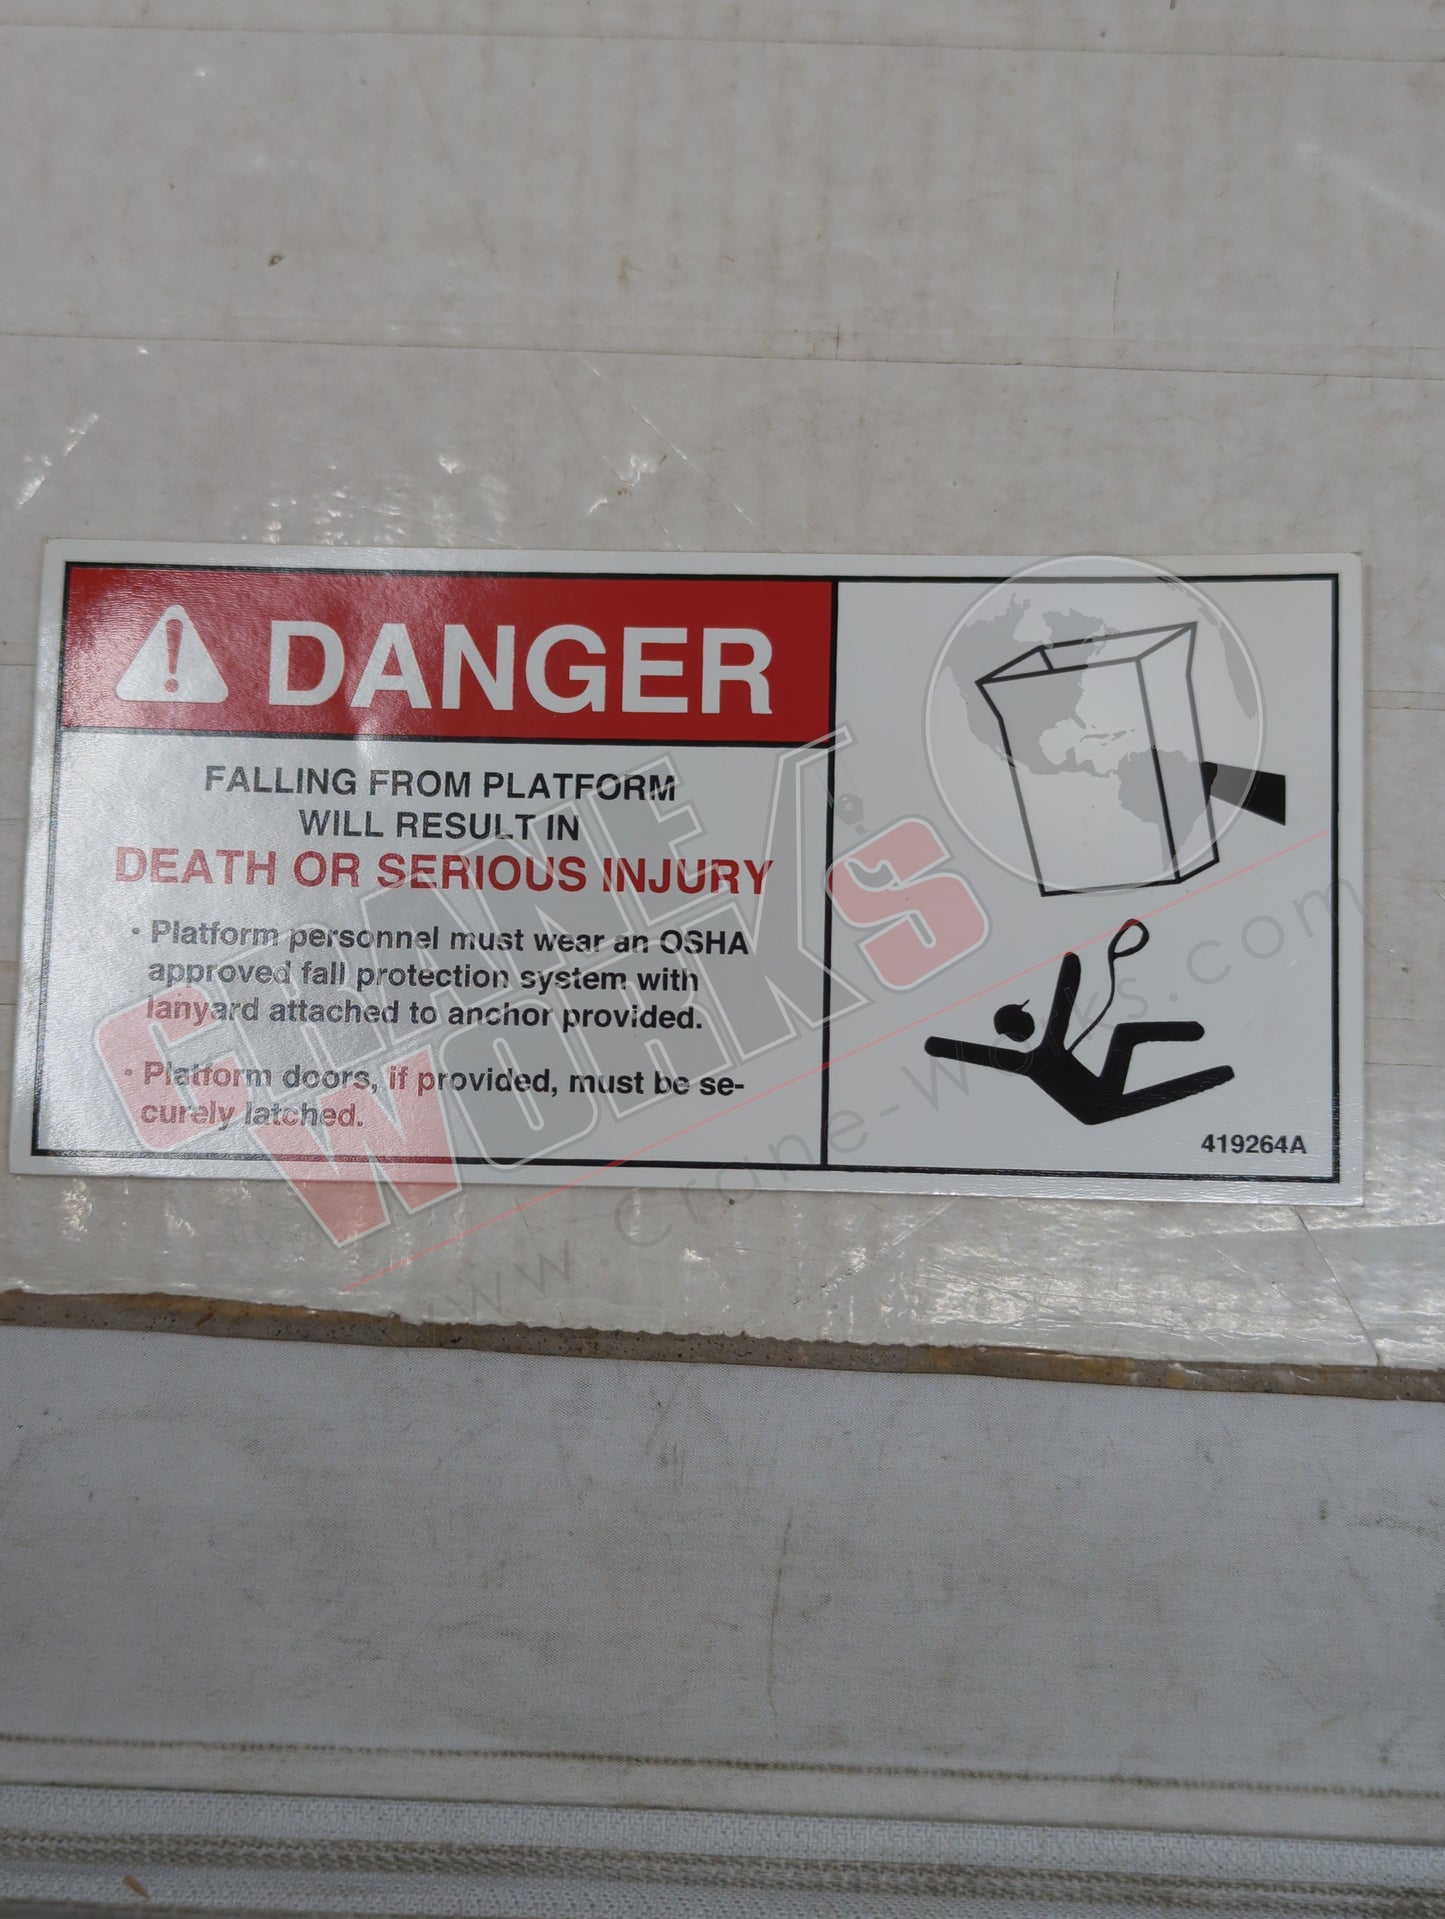 DANGER
FALLING FROM PLATFORM
WILL RESULT IN
DEATH OR SERIOUS INJURY
• Platform personnel must wear an OSHA
approved fall protection system with
lanyard attached to anchor provided.
• Platform doors, if provided, must be se-
curely latched.
419264A
CRANE
WORKS
www.crane-works.com